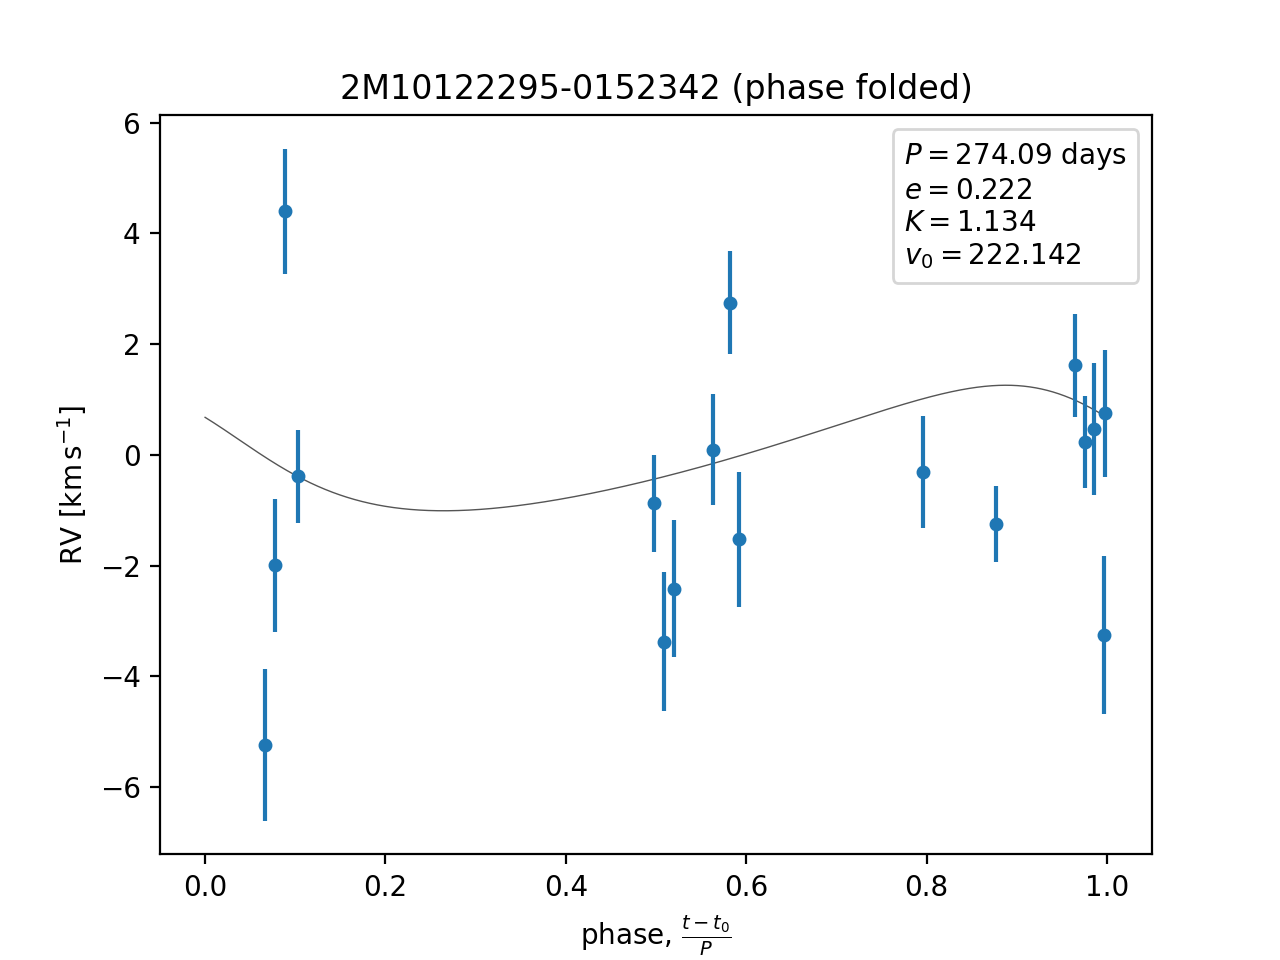 2M10122295-0152342 (phase folded)
P = 274.09 days
e = 0.222
K = 1.134
v₀ = 222.142
6
4
2
0
−2
−4
−6
RV [km s⁻¹]
0.0 0.2 0.4 0.6 0.8 1.0
phase, (t − t₀)/P